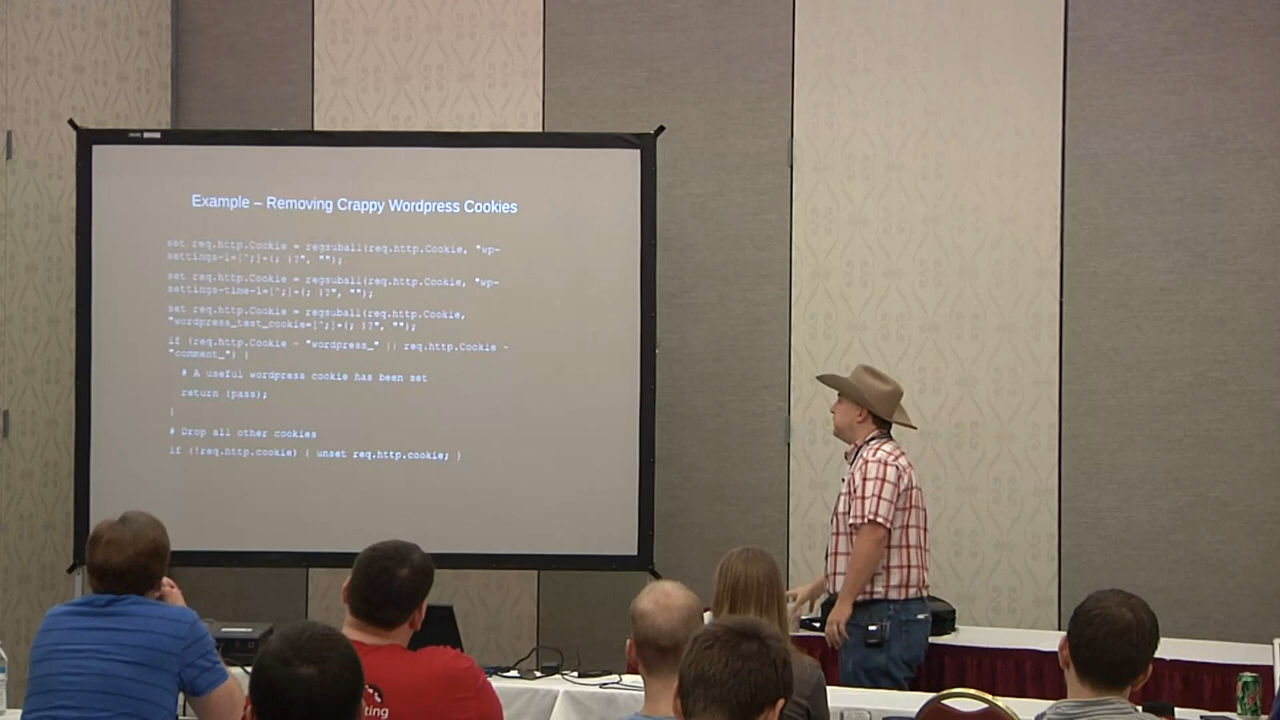 Example – Removing Crappy Wordpress Cookies
set req.http.Cookie = regsuball(req.http.Cookie, "wp-
settings-1=[^;]+(; )?", "");
set req.http.Cookie = regsuball(req.http.Cookie, "wp-
settings-time-1=[^;]+(; )?", "");
set req.http.Cookie = regsuball(req.http.Cookie,
"wordpress_test_cookie=[^;]+(; )?", "");
if (req.http.Cookie ~ "wordpress_" || req.http.Cookie ~
"comment_") {
# A useful wordpress cookie has been set
return (pass);
}
# Drop all other cookies
if (!req.http.cookie) { unset req.http.cookie; }
ting